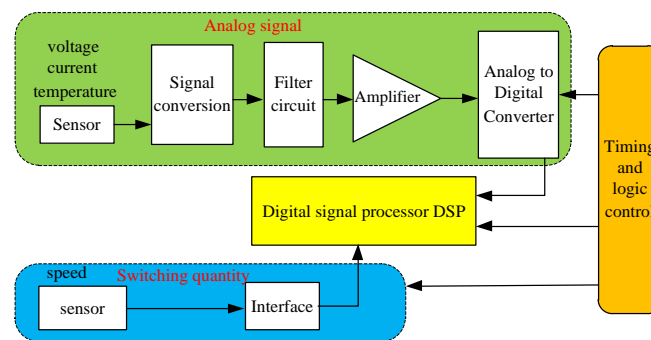 Analog signal
voltage
current
temperature
Sensor
Signal
conversion
Filter
circuit
Amplifier
Analog to
Digital
Converter
Timing
and
logic
control
Digital signal processor DSP
speed
Switching quantity
sensor
Interface